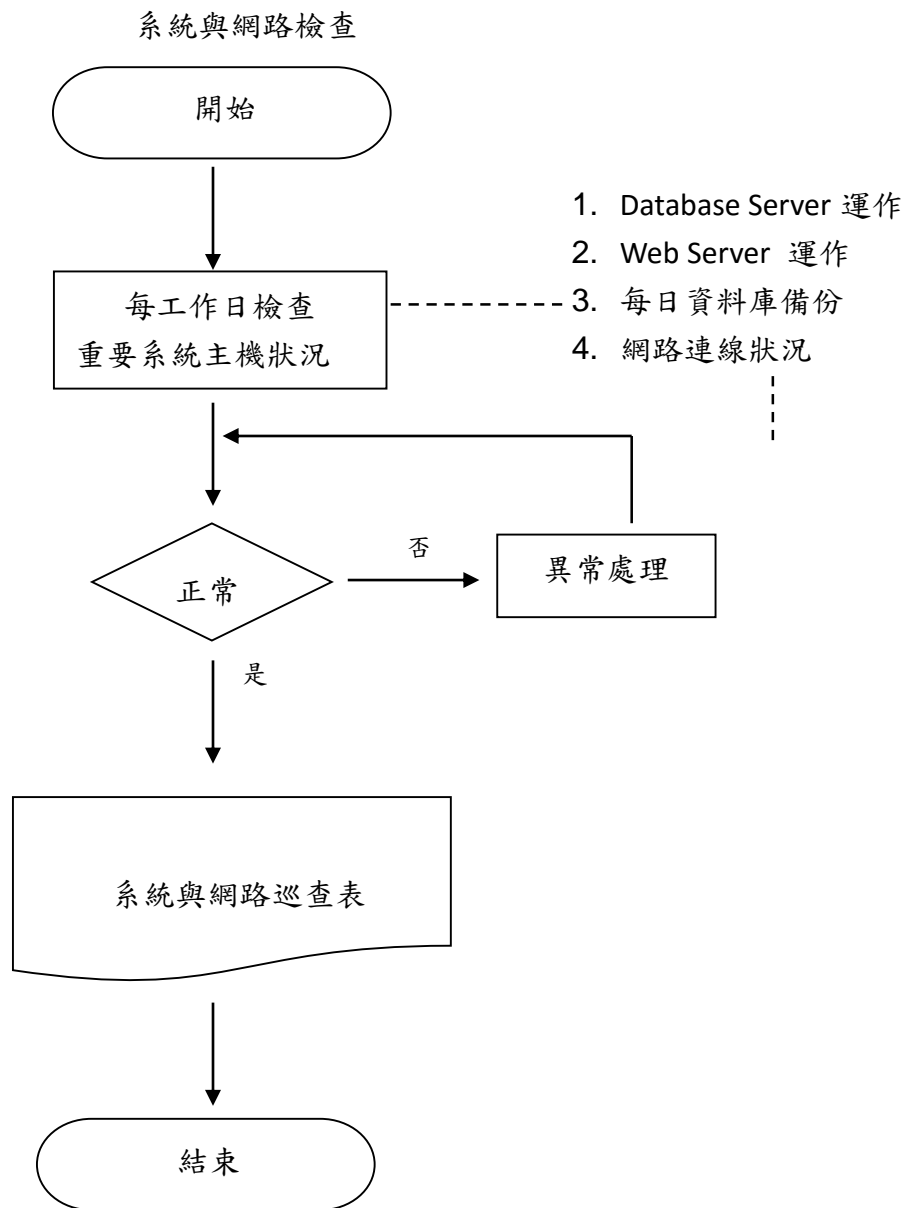 系統與網路檢查
開始
每工作日檢查
重要系統主機狀況
1. Database Server 運作
2. Web Server 運作
3. 每日資料庫備份
4. 網路連線狀況
正常
否
異常處理
是
系統與網路巡查表
結束